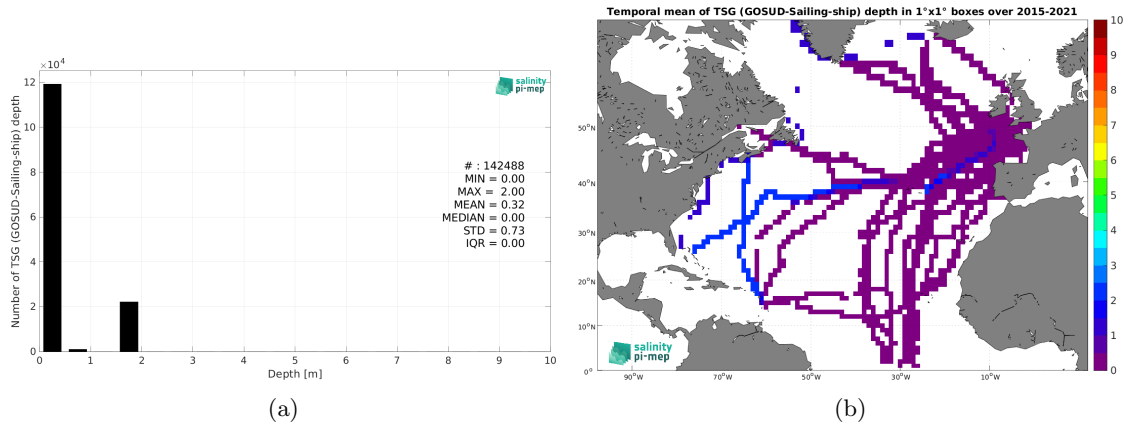 ×10⁴
12
10
8
6
4
2
0
Number of TSG (GOSUD-Sailing-ship) depth
0 1 2 3 4 5 6 7 8 9 10
Depth [m]
salinity
pi-mep
# : 142488
MIN = 0.00
MAX = 2.00
MEAN = 0.32
MEDIAN = 0.00
STD = 0.73
IQR = 0.00
(a)
Temporal mean of TSG (GOSUD-Sailing-ship) depth in 1°x1° boxes over 2015-2021
50°N
40°N
30°N
20°N
10°N
0°
90°W 70°W 50°W 30°W 10°W
salinity
pi-mep
10
9
8
7
6
5
4
3
2
1
0
(b)